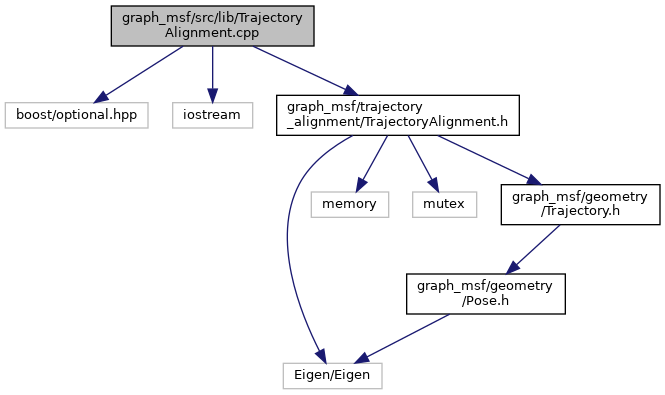 graph_msf/src/lib/Trajectory
Alignment.cpp
boost/optional.hpp
iostream
graph_msf/trajectory
_alignment/TrajectoryAlignment.h
memory
mutex
graph_msf/geometry
/Trajectory.h
graph_msf/geometry
/Pose.h
Eigen/Eigen